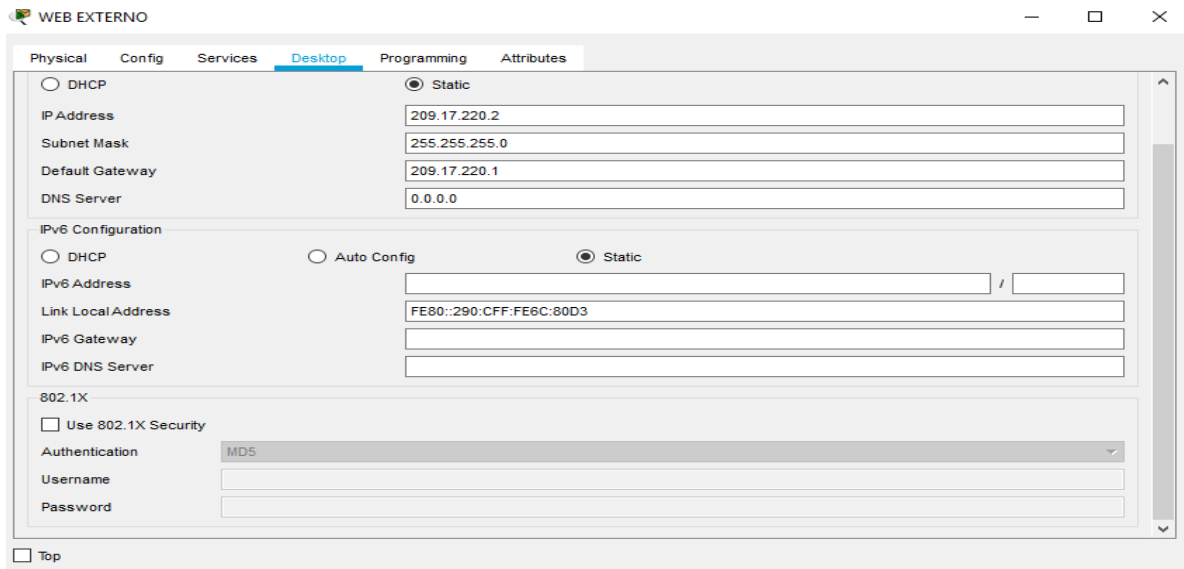 WEB EXTERNO
Physical Config Services Desktop Programming Attributes
DHCP Static
IP Address 209.17.220.2
Subnet Mask 255.255.255.0
Default Gateway 209.17.220.1
DNS Server 0.0.0.0
IPv6 Configuration
DHCP Auto Config Static
IPv6 Address /
Link Local Address FE80::290:CFF:FE6C:80D3
IPv6 Gateway
IPv6 DNS Server
802.1X
Use 802.1X Security
Authentication MD5
Username
Password
Top